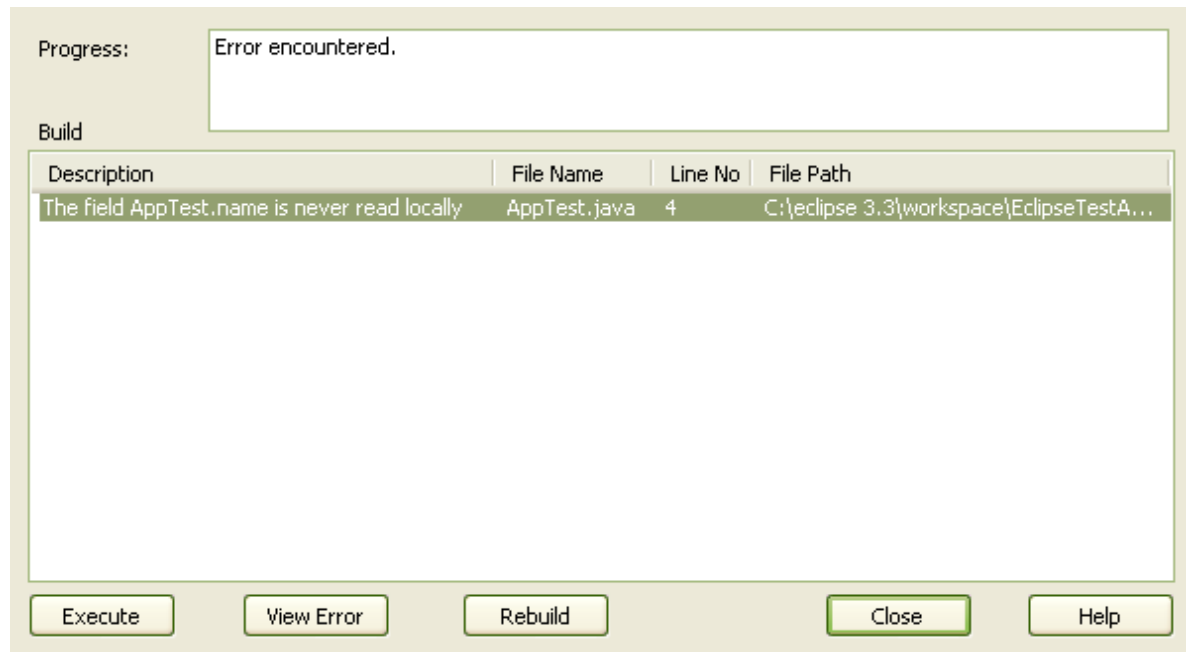 Progress:
Error encountered.
Build
Description File Name Line No File Path
The field AppTest.name is never read locally AppTest.java 4 C:\eclipse 3.3\workspace\EclipseTestA...
Execute View Error Rebuild Close Help